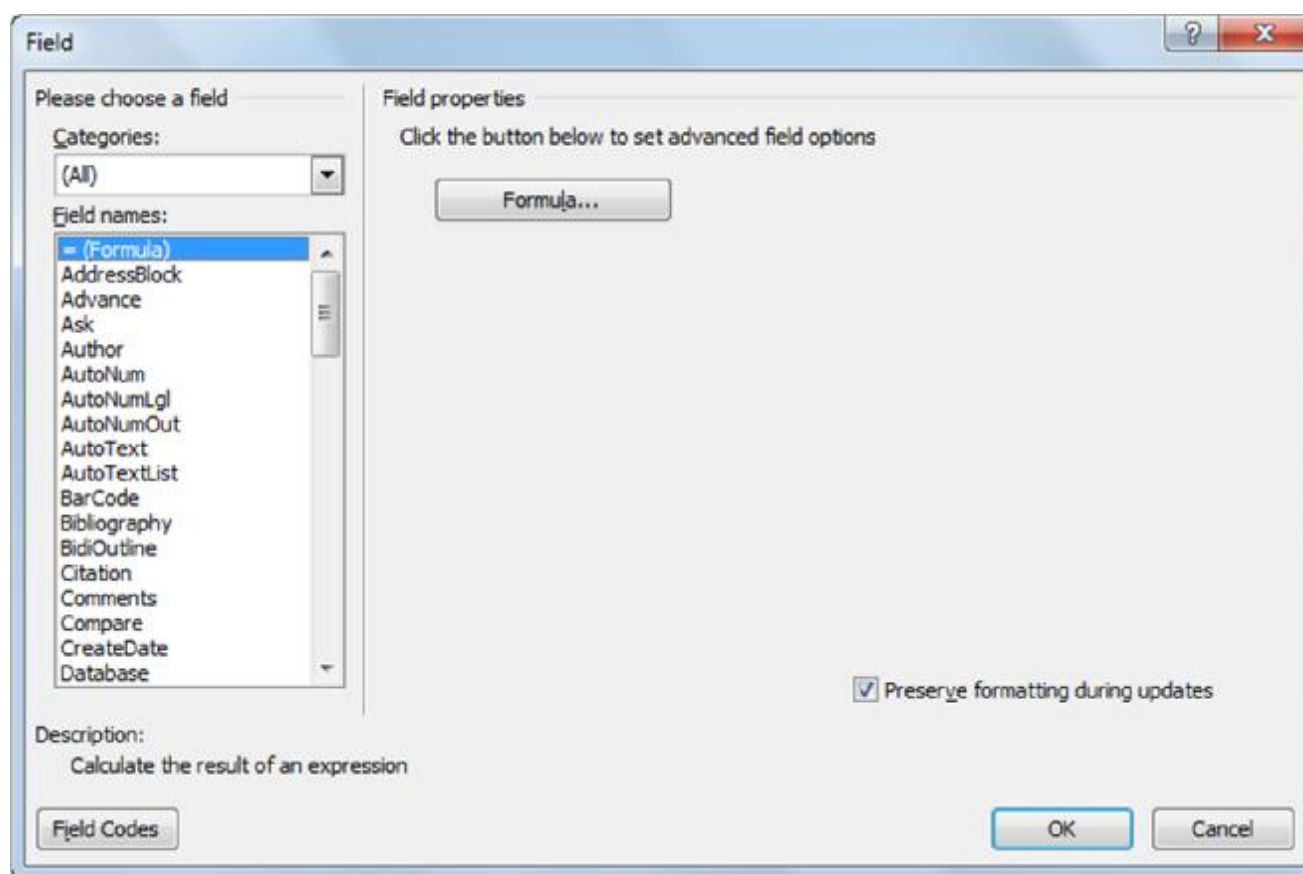 Field
Please choose a field
Categories:
(All)
Field names:
= (Formula)
AddressBlock
Advance
Ask
Author
AutoNum
AutoNumLgl
AutoNumOut
AutoText
AutoTextList
BarCode
Bibliography
BidiOutline
Citation
Comments
Compare
CreateDate
Database
Field properties
Click the button below to set advanced field options
Formula...
Preserve formatting during updates
Description:
Calculate the result of an expression
Field Codes
OK
Cancel